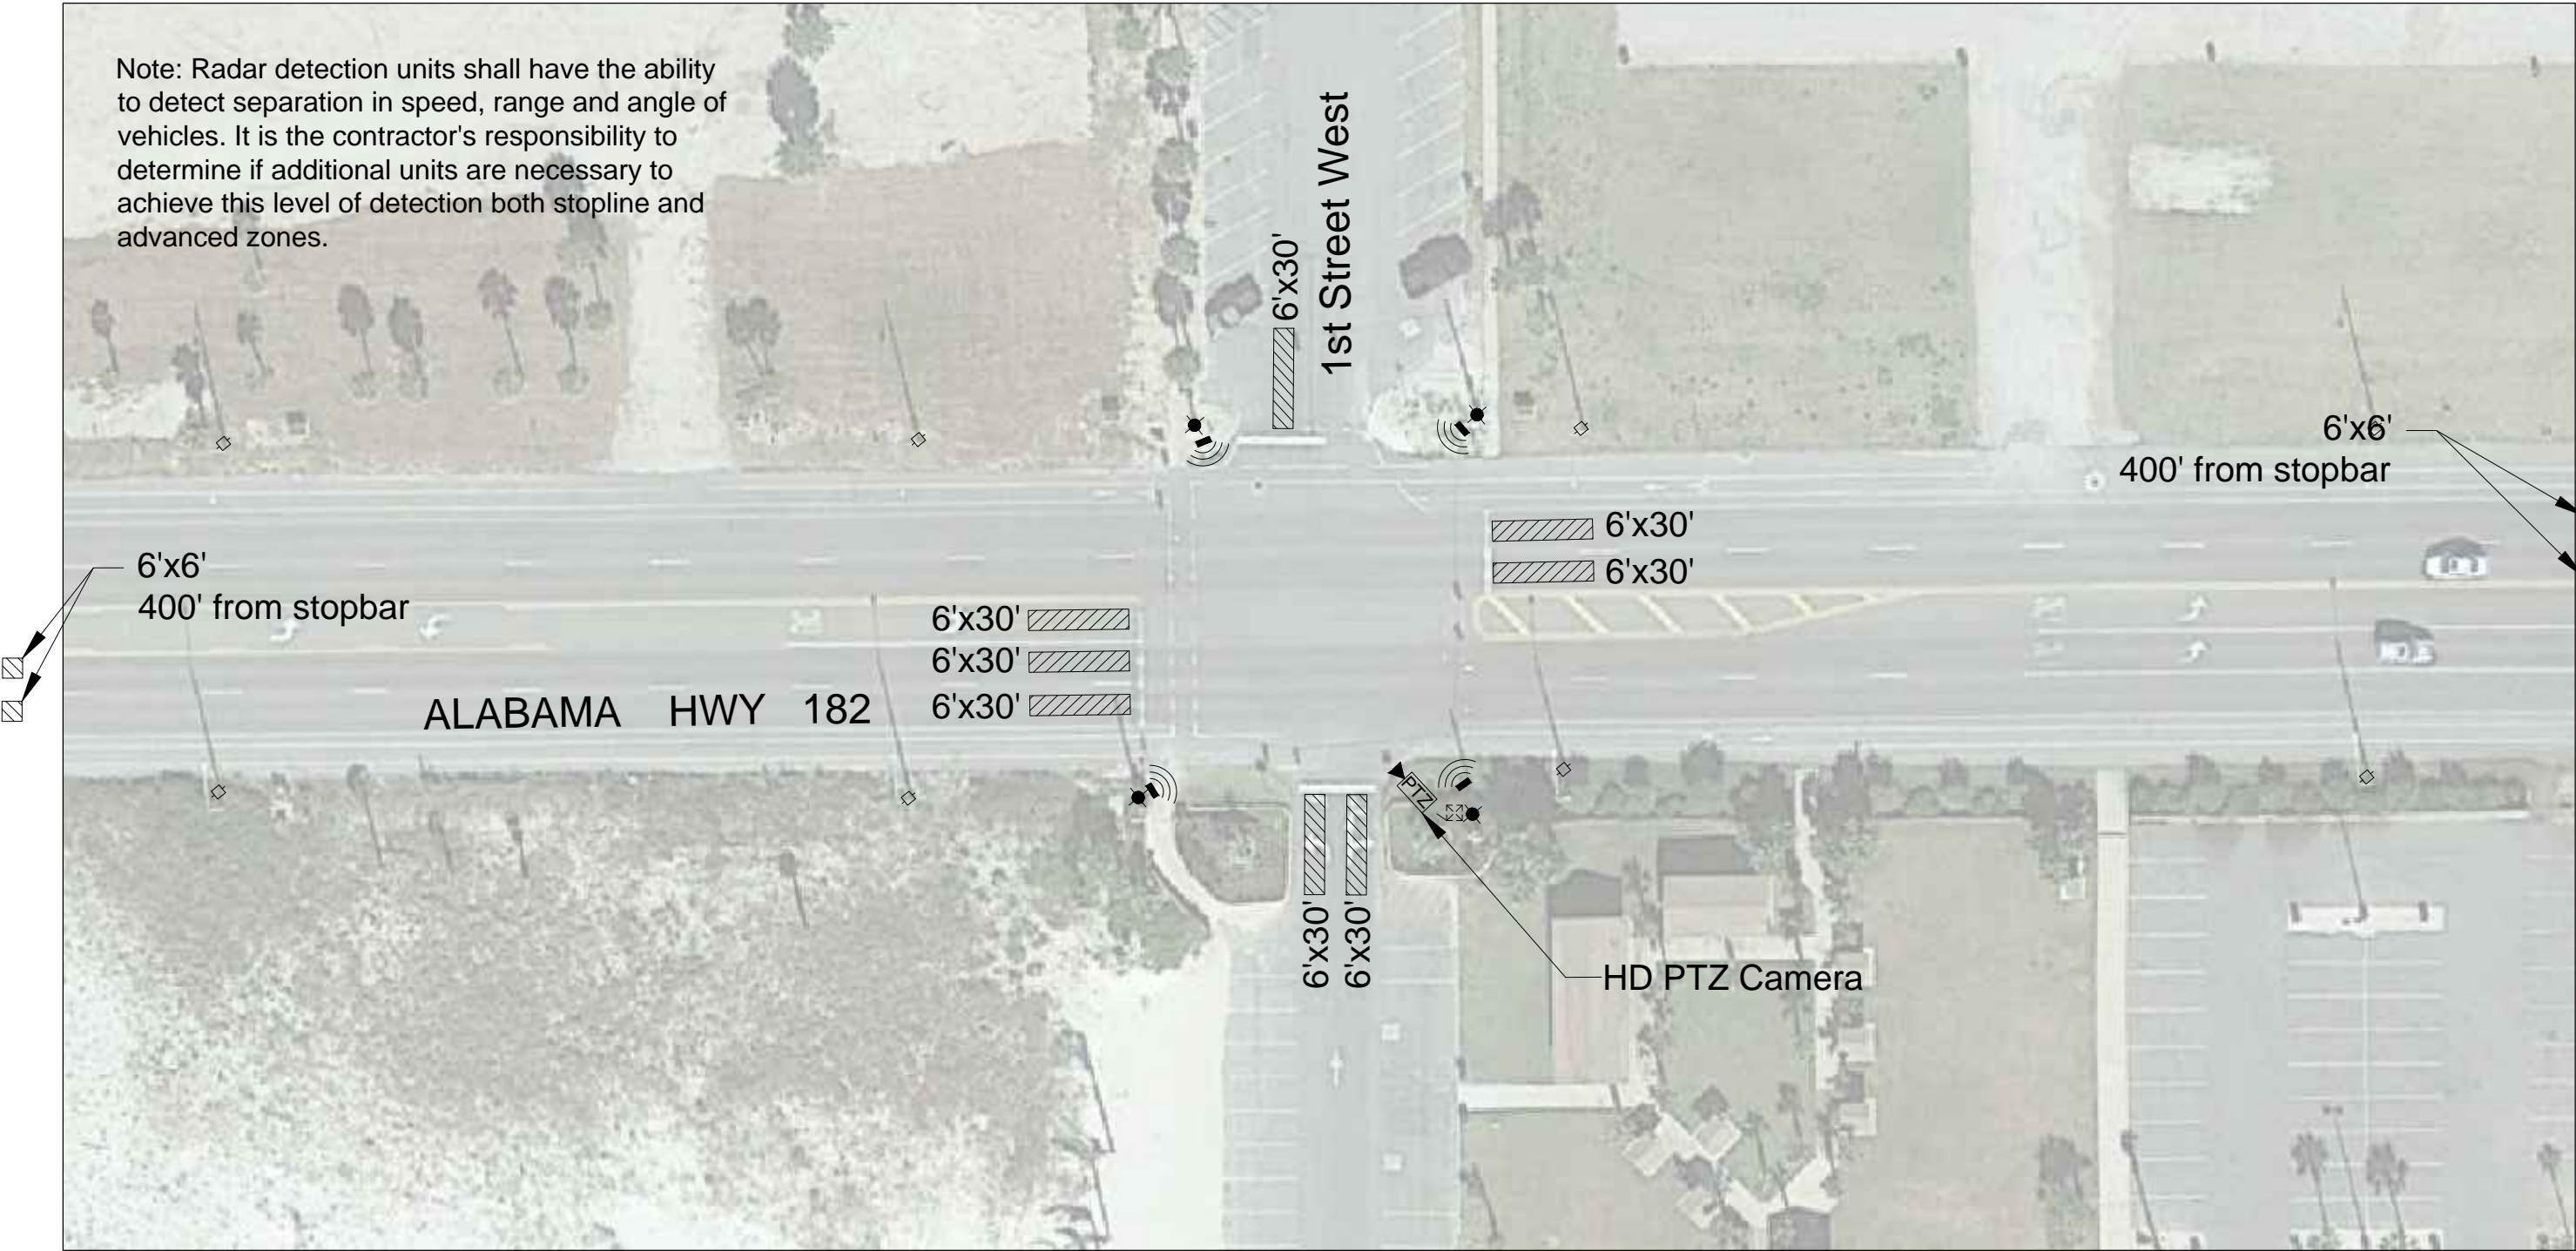 Note: Radar detection units shall have the ability
to detect separation in speed, range and angle of
vehicles. It is the contractor's responsibility to
determine if additional units are necessary to
achieve this level of detection both stopline and
advanced zones.
1st Street West
6'x30'
6'x6'
400' from stopbar
6'x30'
6'x30'
6'x6'
400' from stopbar
6'x30'
6'x30'
6'x30'
ALABAMA HWY 182
PTZ
6'x30'
6'x30'
HD PTZ Camera